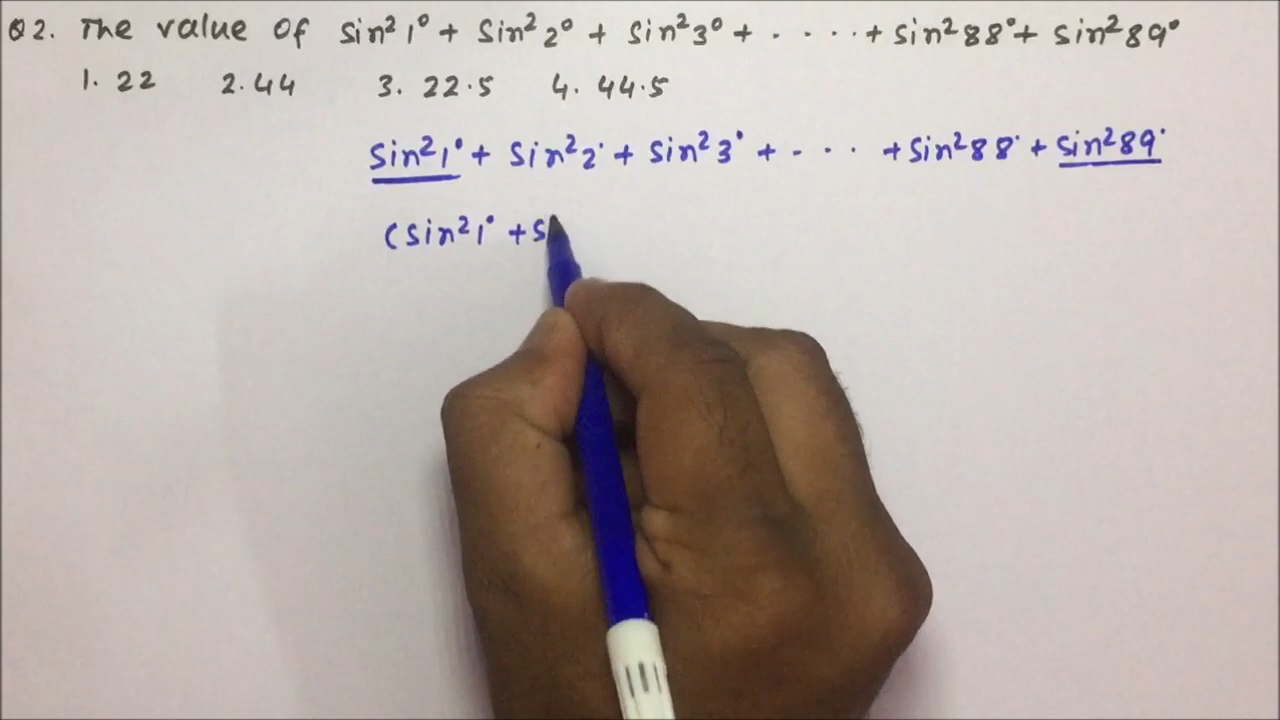 Q2. The value of sin²1° + sin²2° + sin²3° + ..... + sin²88° + sin²89°
1. 22 2. 44 3. 22.5 4. 44.5
sin²1° + sin²2° + sin²3° + .... + sin²88° + sin²89°
(sin²1° + s